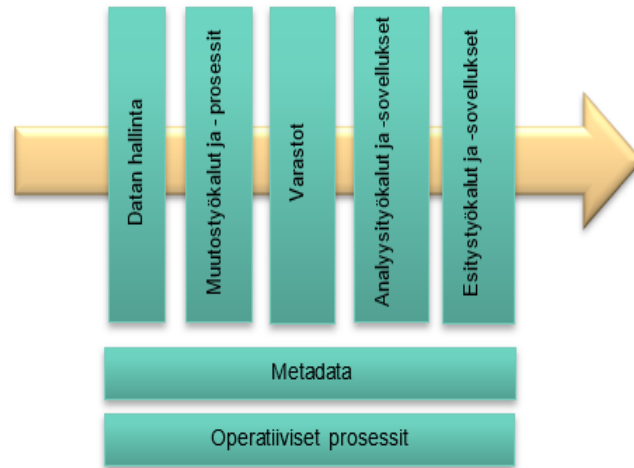 Datan hallinta
Muutostyökalut ja - prosessit
Varastot
Analyysityökalut ja -sovellukset
Esitystyökalut ja -sovellukset
Metadata
Operatiiviset prosessit